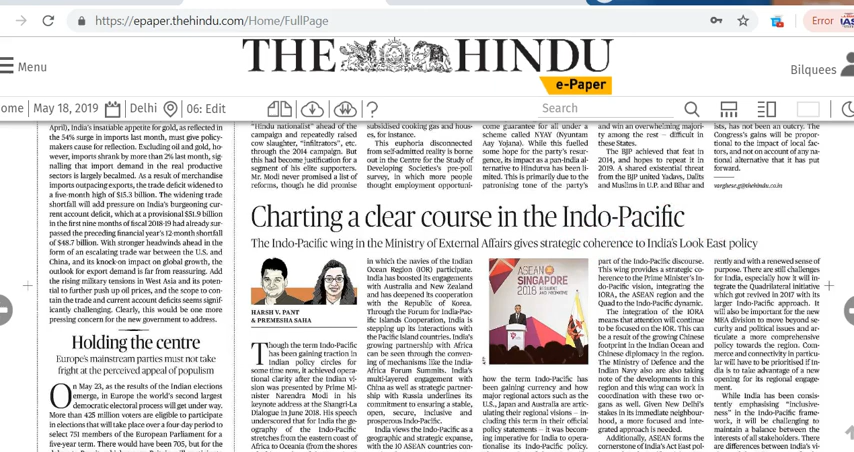 https://epaper.thehindu.com/Home/FullPage
Error
IAS
Menu
THE HINDU
e-Paper
Bilquees
ome
May 18, 2019
Delhi
06: Edit
?
Search
April), India's insatiable appetite for gold, as reflected in
the 54% surge in imports last month, must give policy-
makers cause for reflection. Excluding oil and gold, how-
ever, imports shrank by more than 2% last month, sig-
nalling that import demand in the real productive
sectors is largely becalmed. As a result of merchandise
imports outpacing exports, the trade deficit widened to
a five-month high of $15.3 billion. The widening trade
shortfall will add pressure on India's burgeoning cur-
rent account deficit, which at a provisional $51.9 billion
in the first nine months of fiscal 2018-19 had already sur-
passed the preceding financial year's 12-month shortfall
of $48.7 billion. With stronger headwinds ahead in the
form of an escalating trade war between the U.S. and
China, and its knock-on impact on global growth, the
outlook for export demand is far from reassuring. Add
the rising military tensions in West Asia and its poten-
tial to further push up oil prices, and the scope to con-
tain the trade and current account deficits seems signif-
icantly challenging. Clearly, this would be one more
pressing concern for the new government to address.
Holding the centre
Europe's mainstream parties must not take
fright at the perceived appeal of populism
On May 23, as the results of the Indian elections
emerge, in Europe the world's second largest
democratic electoral process will get under way.
More than 425 million voters are eligible to participate
in elections that will take place over a four-day period to
select 751 members of the European Parliament for a
five-year term. There would have been 705, but for the
"Hindu nationalist" ahead of the
campaign and repeatedly raised
cow slaughter, "infiltrators", etc.
through the 2014 campaign. But
this had become justification for a
segment of his elite supporters.
Mr. Modi never promised a list of
reforms, though he did promise
subsidised cooking gas and hous-
es, for instance.
This euphoria disconnected
from self-admitted reality is borne
out in the Centre for the Study of
Developing Societies's pre-poll
survey, in which more people
thought employment opportuni-
come guarantee for all under a
scheme called NYAY (Nyuntam
Aay Yojana). While this fuelled
some hope for the party's resur-
gence, its impact as a pan-India al-
ternative to Hindutva has been li-
mited. This is primarily due to the
patronising tone of the party's
and win an overwhelming majori-
ty among the rest – difficult in
these States.
The BJP achieved that feat in
2014, and hopes to repeat it in
2019. A shared existential threat
from the BJP united Yadavs, Dalits
and Muslims in U.P. and Bihar and
ists, has not been an outcry. The
Congress's gains will be propor-
tional to the impact of local fac-
tors, and not on account of any na-
tional alternative that it has put
forward.
varghese.g@thehindu.co.in
Charting a clear course in the Indo-Pacific
The Indo-Pacific wing in the Ministry of External Affairs gives strategic coherence to India's Look East policy
HARSH V. PANT
& PREMESHA SAHA
Though the term Indo-Pacific
has been gaining traction in
Indian policy circles for
some time now, it achieved opera-
tional clarity after the Indian vi-
sion was presented by Prime Mi-
nister Narendra Modi in his
keynote address at the Shangri-La
Dialogue in June 2018. His speech
underscored that for India the ge-
ography of the Indo-Pacific
stretches from the eastern coast of
Africa to Oceania (from the shores
in which the navies of the Indian
Ocean Region (IOR) participate.
India has boosted its engagements
with Australia and New Zealand
and has deepened its cooperation
with the Republic of Korea.
Through the Forum for India-Pac-
ific Islands Cooperation, India is
stepping up its interactions with
the Pacific Island countries. India's
growing partnership with Africa
can be seen through the conven-
ing of mechanisms like the India-
Africa Forum Summits. India's
multi-layered engagement with
China as well as strategic partner-
ship with Russia underlines its
commitment to ensuring a stable,
open, secure, inclusive and
prosperous Indo-Pacific.
India views the Indo-Pacific as a
geographic and strategic expanse,
with the 10 ASEAN countries con-
ASEAN
SINGAPORE
2018
how the term Indo-Pacific has
been gaining currency and how
major regional actors such as the
U.S., Japan and Australia are arti-
culating their regional visions – in-
cluding this term in their official
policy statements – it was becom-
ing imperative for India to opera-
tionalise its Indo-Pacific policy.
part of the Indo-Pacific discourse.
This wing provides a strategic co-
herence to the Prime Minister's In-
do-Pacific vision, integrating the
IORA, the ASEAN region and the
Quad to the Indo-Pacific dynamic.
The integration of the IORA
means that attention will continue
to be focused on the IOR. This can
be a result of the growing Chinese
footprint in the Indian Ocean and
Chinese diplomacy in the region.
The Ministry of Defence and the
Indian Navy also are also taking
note of the developments in this
region and this wing can work in
coordination with these two or-
gans as well. Given New Delhi's
stakes in its immediate neighbour-
hood, a more focused and inte-
grated approach is needed.
Additionally, ASEAN forms the
cornerstone of India's Act East pol-
rently and with a renewed sense of
purpose. There are still challenges
for India, especially how it will in-
tegrate the Quadrilateral initiative
which got revived in 2017 with its
larger Indo-Pacific approach. It
will also be important for the new
MEA division to move beyond se-
curity and political issues and ar-
ticulate a more comprehensive
policy towards the region. Com-
merce and connectivity in particu-
lar will have to be prioritised if In-
dia is to take advantage of a new
opening for its regional engage-
ment.
While India has been consis-
tently emphasising "inclusive-
ness" in the Indo-Pacific frame-
work, it will be challenging to
maintain a balance between the
interests of all stakeholders. There
are differences between India's vi-